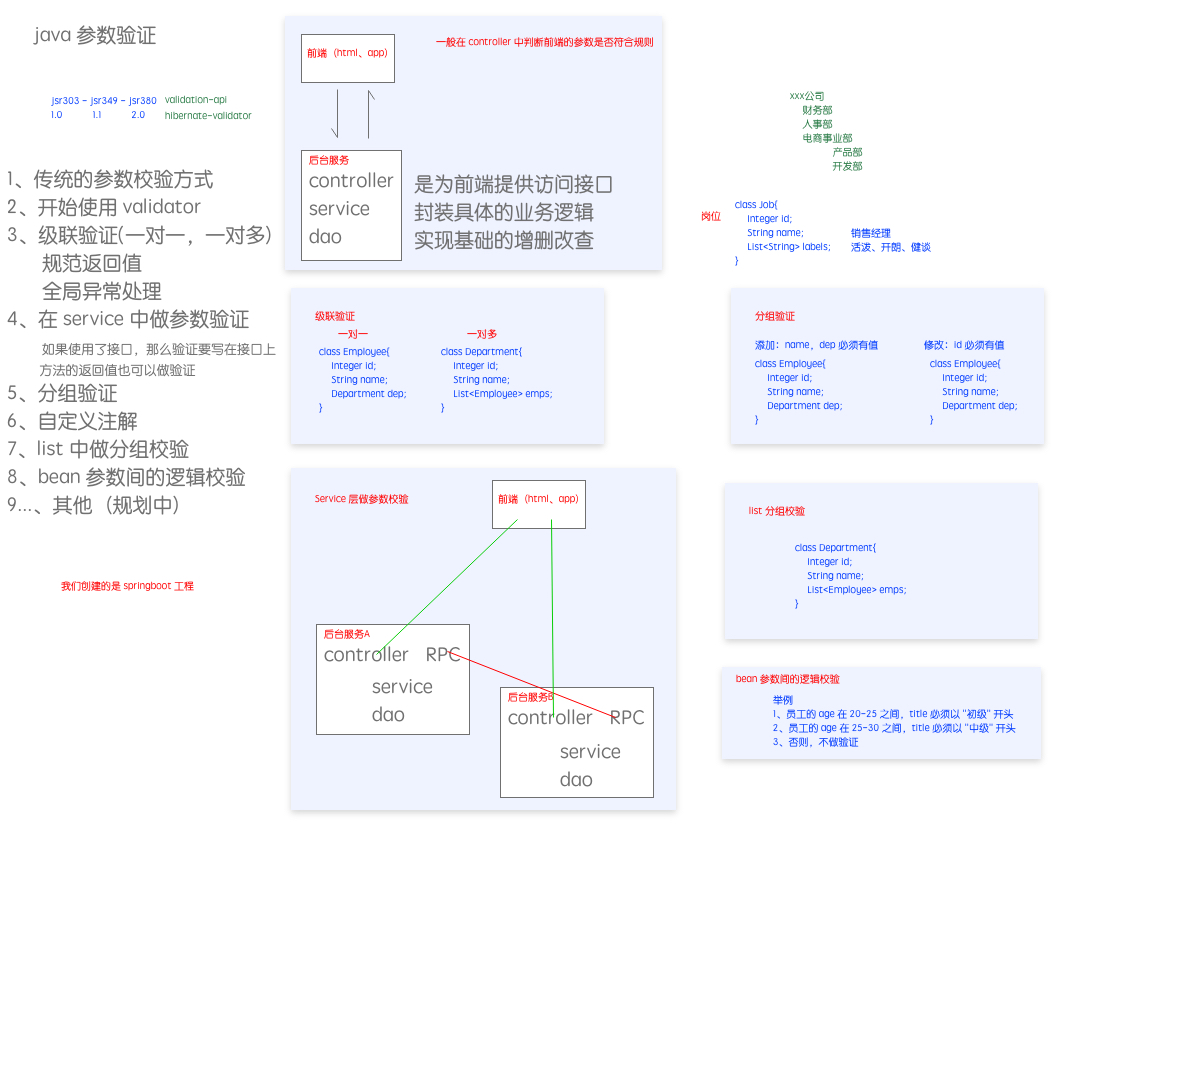 java 参数验证
jsr303 - jsr349 - jsr380 validation-api
1.0 1.1 2.0 hibernate-validator
1、传统的参数校验方式
2、开始使用 validator
3、级联验证(一对一，一对多)
规范返回值
全局异常处理
4、在 service 中做参数验证
如果使用了接口，那么验证要写在接口上
方法的返回值也可以做验证
5、分组验证
6、自定义注解
7、list 中做分组校验
8、bean 参数间的逻辑校验
9...、其他（规划中）
我们创建的是 springboot 工程
前端（html、app）
一般在 controller 中判断前端的参数是否符合规则
后台服务
controller
service
dao
是为前端提供访问接口
封装具体的业务逻辑
实现基础的增删改查
级联验证
一对一
class Employee{
Integer id;
String name;
Department dep;
}
一对多
class Department{
Integer id;
String name;
List<Employee> emps;
}
Service 层做参数校验
前端（html、app）
后台服务A
controller RPC
service
dao
后台服务B
controller RPC
service
dao
xxx公司
财务部
人事部
电商事业部
产品部
开发部
岗位
class Job{
Integer id;
String name; 销售经理
List<String> labels; 活泼、开朗、健谈
}
分组验证
添加：name，dep 必须有值
class Employee{
Integer id;
String name;
Department dep;
}
修改：id 必须有值
class Employee{
Integer id;
String name;
Department dep;
}
list 分组校验
class Department{
Integer id;
String name;
List<Employee> emps;
}
bean 参数间的逻辑校验
举例
1、员工的 age 在 20-25 之间，title 必须以 "初级" 开头
2、员工的 age 在 25-30 之间，title 必须以 "中级" 开头
3、否则，不做验证